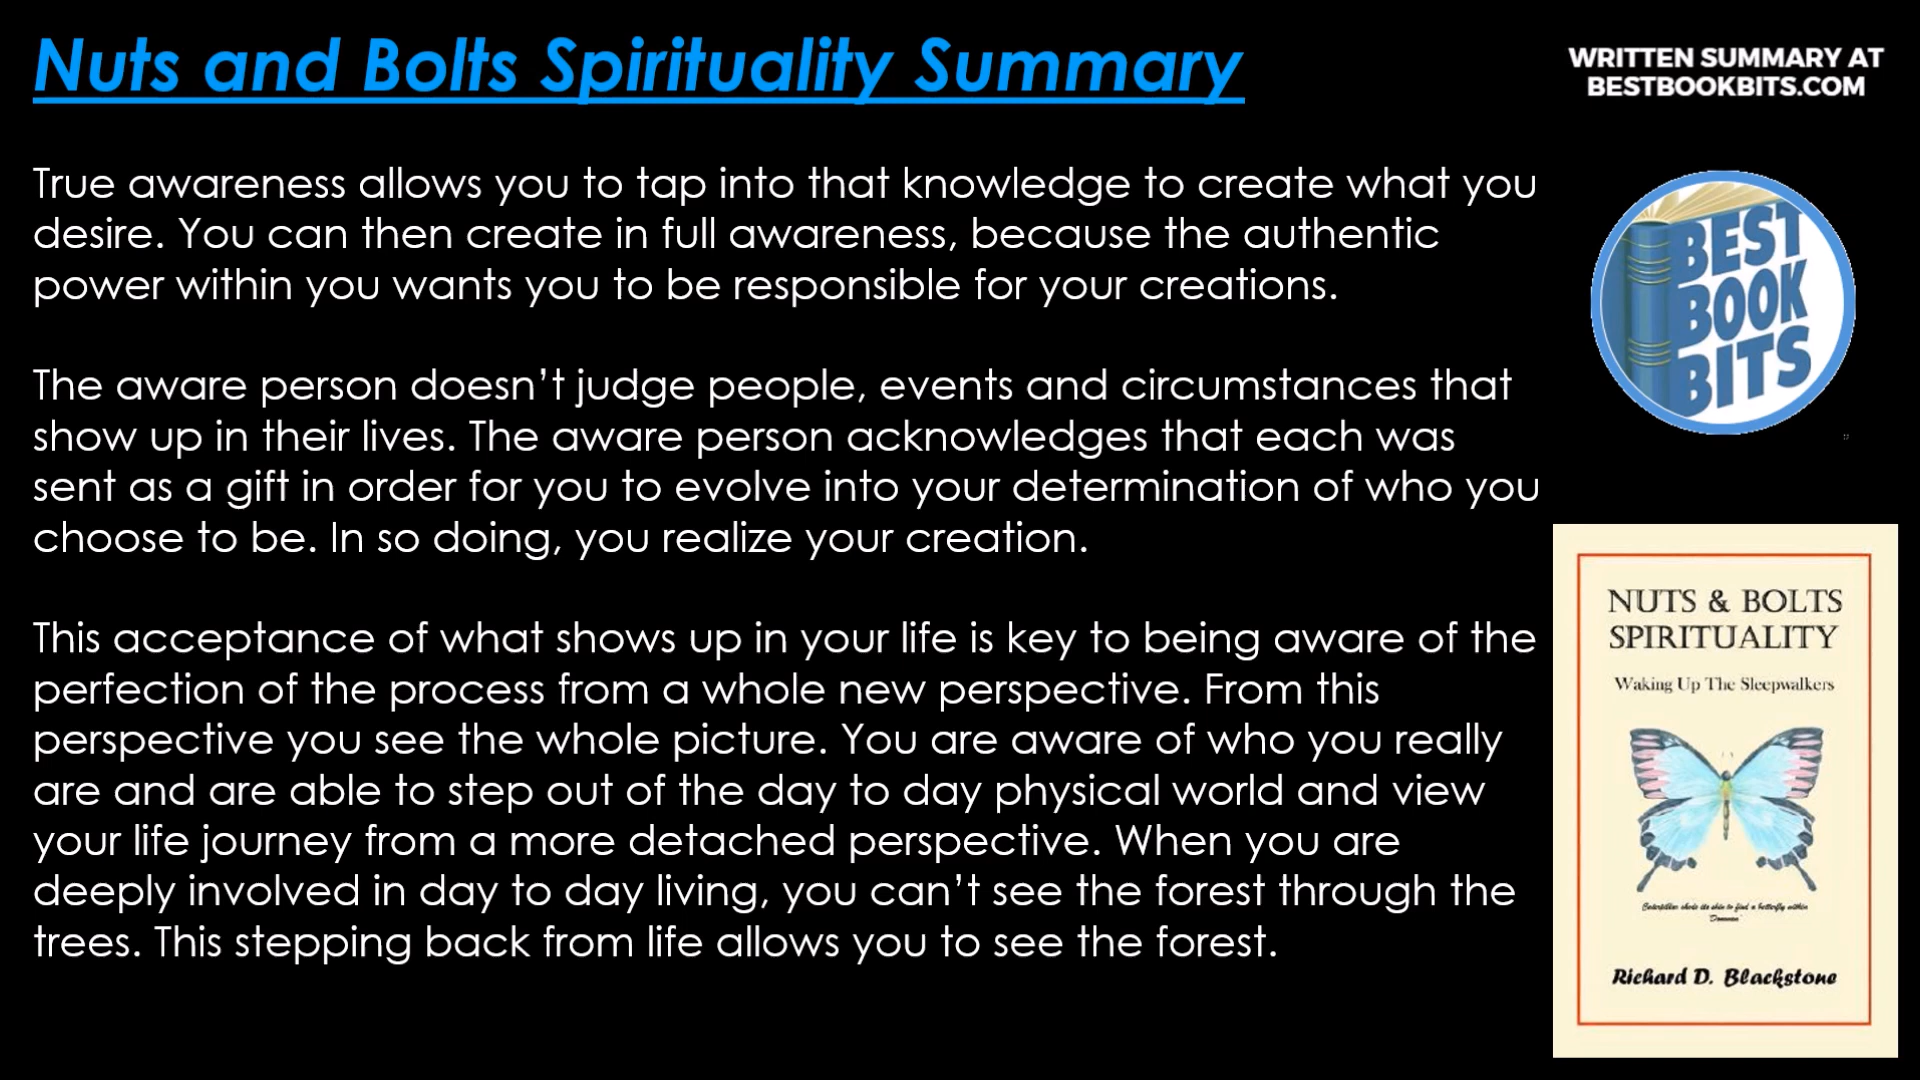 Nuts and Bolts Spirituality Summary
WRITTEN SUMMARY AT
BESTBOOKBITS.COM
True awareness allows you to tap into that knowledge to create what you
desire. You can then create in full awareness, because the authentic
power within you wants you to be responsible for your creations.
The aware person doesn’t judge people, events and circumstances that
show up in their lives. The aware person acknowledges that each was
sent as a gift in order for you to evolve into your determination of who you
choose to be. In so doing, you realize your creation.
This acceptance of what shows up in your life is key to being aware of the
perfection of the process from a whole new perspective. From this
perspective you see the whole picture. You are aware of who you really
are and are able to step out of the day to day physical world and view
your life journey from a more detached perspective. When you are
deeply involved in day to day living, you can’t see the forest through the
trees. This stepping back from life allows you to see the forest.
BEST
BOOK
BITS
NUTS & BOLTS
SPIRITUALITY
Waking Up The Sleepwalkers
Caterpillar sheds its skin to find a butterfly within
Donovan
Richard D. Blackstone